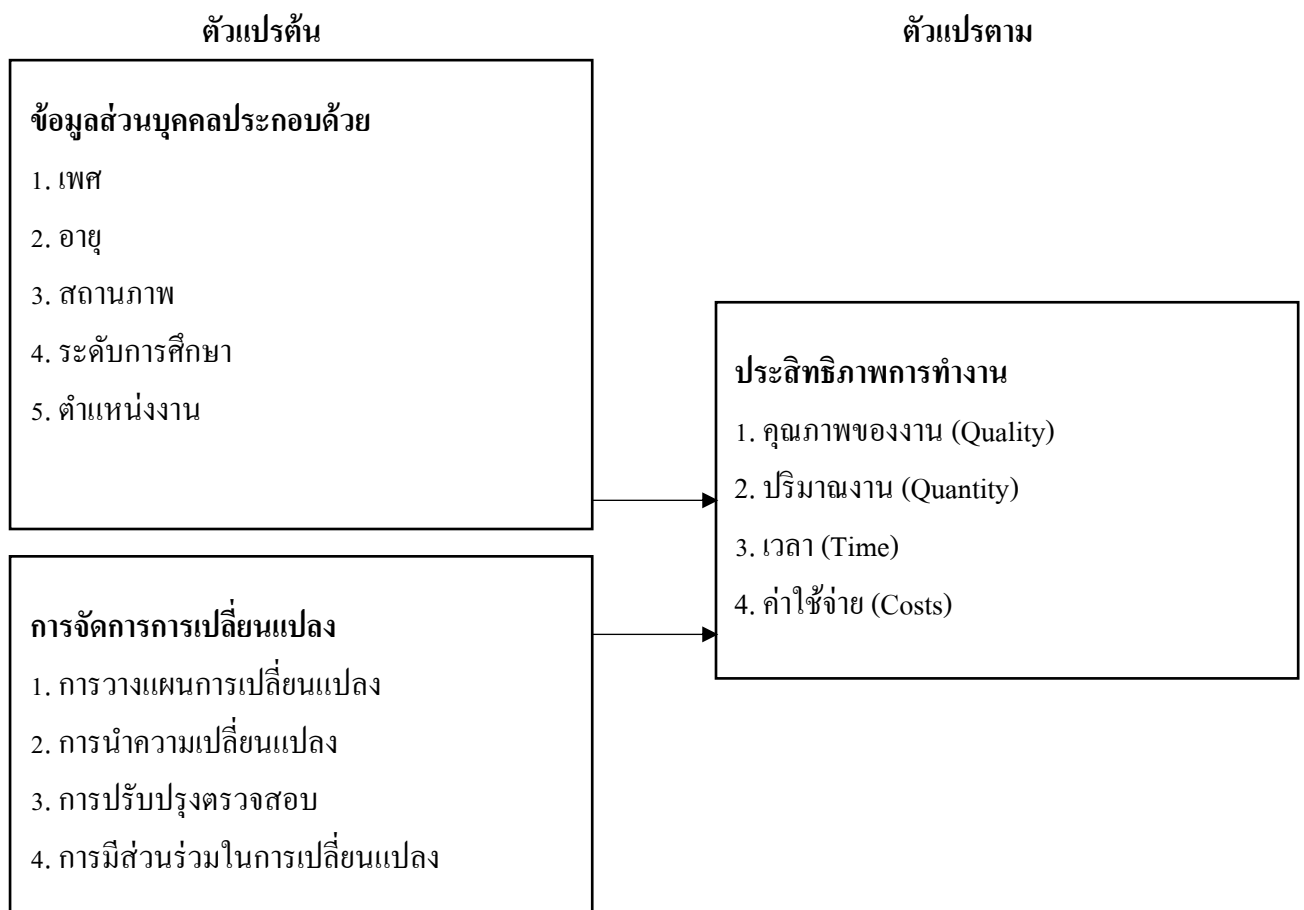 ตัวแปรต้น
ตัวแปรตาม
ข้อมูลส่วนบุคคลประกอบด้วย
1. เพศ
2. อายุ
3. สถานภาพ
4. ระดับการศึกษา
5. ตำแหน่งงาน
การจัดการการเปลี่ยนแปลง
1. การวางแผนการเปลี่ยนแปลง
2. การนำความเปลี่ยนแปลง
3. การปรับปรุงตรวจสอบ
4. การมีส่วนร่วมในการเปลี่ยนแปลง
ประสิทธิภาพการทำงาน
1. คุณภาพของงาน (Quality)
2. ปริมาณงาน (Quantity)
3. เวลา (Time)
4. ค่าใช้จ่าย (Costs)